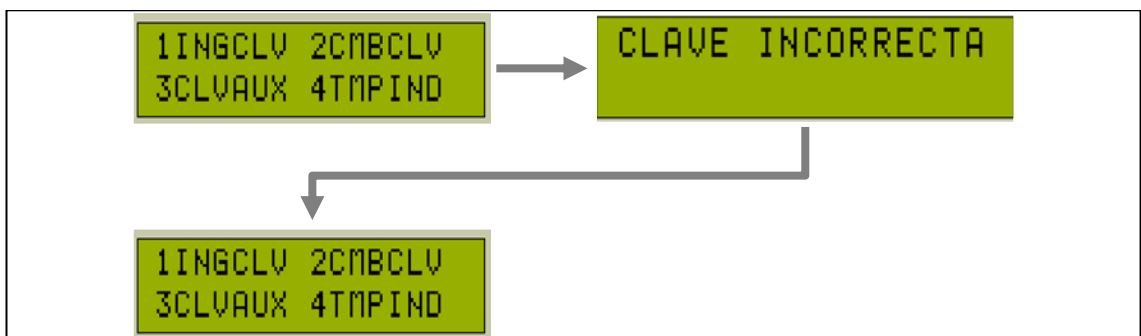 1INGCLV 2CMBCLV
3CLVAUX 4TMPIND
CLAVE INCORRECTA
1INGCLV 2CMBCLV
3CLVAUX 4TMPIND